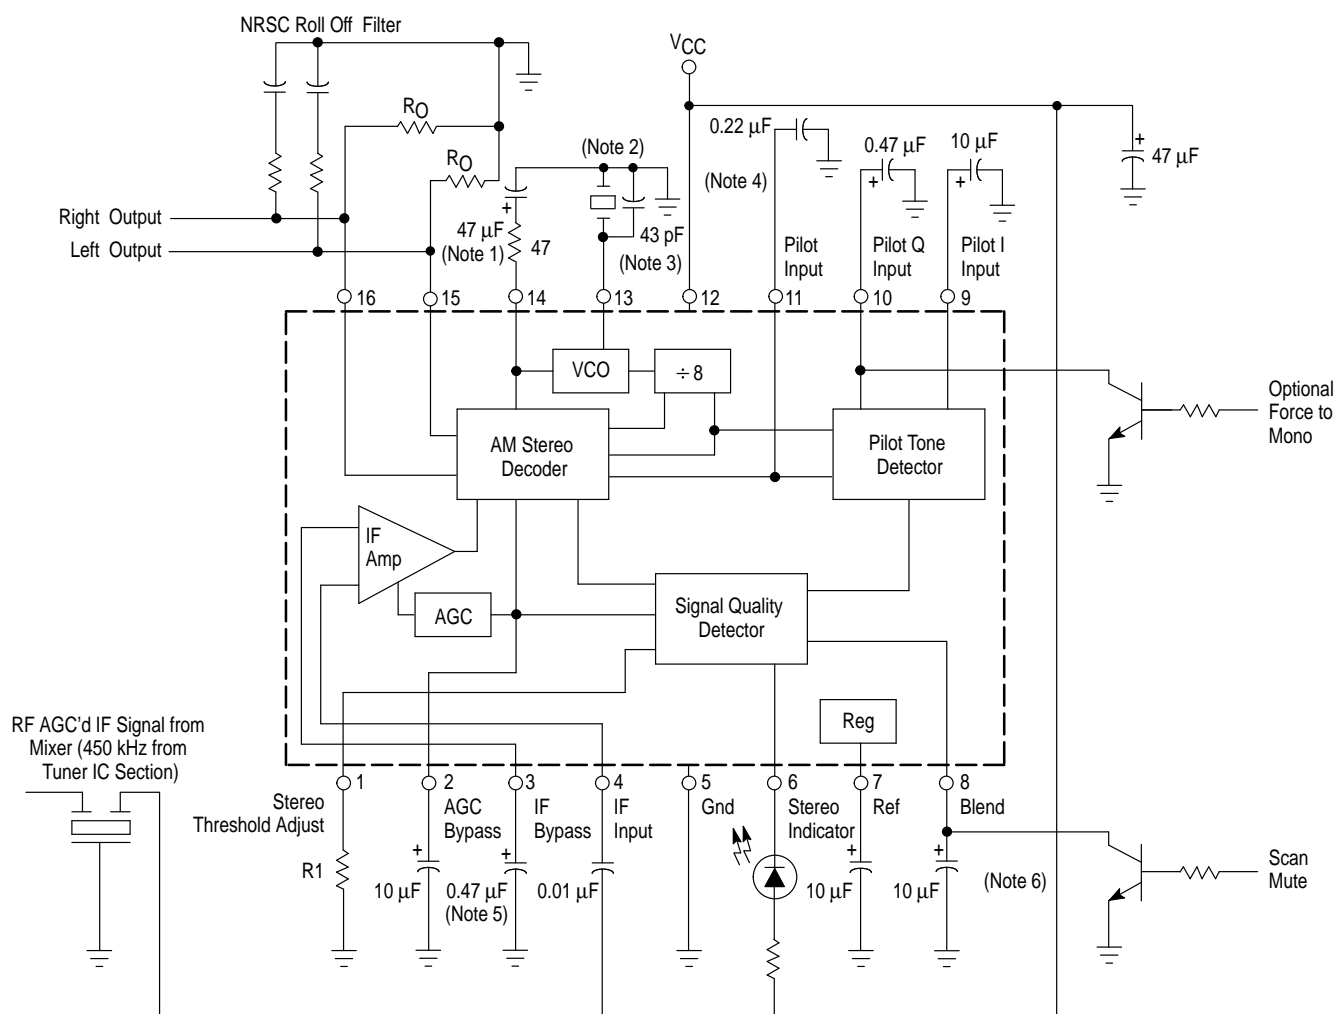 NRSC Roll Off Filter
VCC
RO
RO
(Note 2)
0.22 µF
0.47 µF
10 µF
+
+
+
47 µF
(Note 4)
Right Output
Left Output
+
47 µF
(Note 1)
47
43 pF
(Note 3)
Pilot
Input
Pilot Q
Input
Pilot I
Input
16
15
14
13
12
11
10
9
VCO
÷8
AM Stereo
Decoder
Pilot Tone
Detector
Optional
Force to
Mono
IF
Amp
AGC
Signal Quality
Detector
Reg
RF AGC'd IF Signal from
Mixer (450 kHz from
Tuner IC Section)
1
2
3
4
5
6
7
8
Stereo
Threshold Adjust
AGC
Bypass
IF
Bypass
IF
Input
Gnd
Stereo
Indicator
Ref
Blend
R1
+
10 µF
+
0.47 µF
(Note 5)
0.01 µF
+
10 µF
+
10 µF
(Note 6)
Scan
Mute